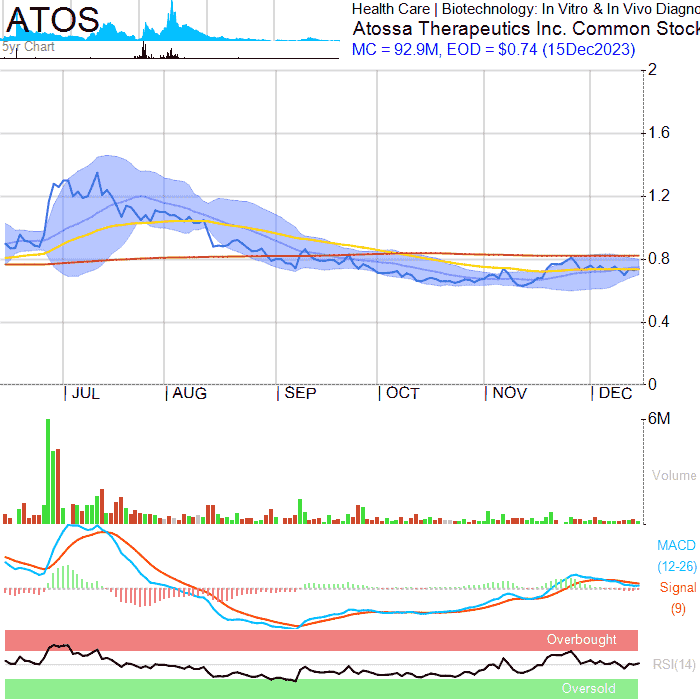 ATOS
5yr Chart
Health Care | Biotechnology: In Vitro & In Vivo Diagno
Atossa Therapeutics Inc. Common Stock
MC = 92.9M, EOD = $0.74 (15Dec2023)
2
1.6
1.2
0.8
0.4
0
| JUL | AUG | SEP | OCT | NOV | DEC
6M
Volume
MACD
(12-26)
Signal
(9)
Overbought
RSI(14)
Oversold